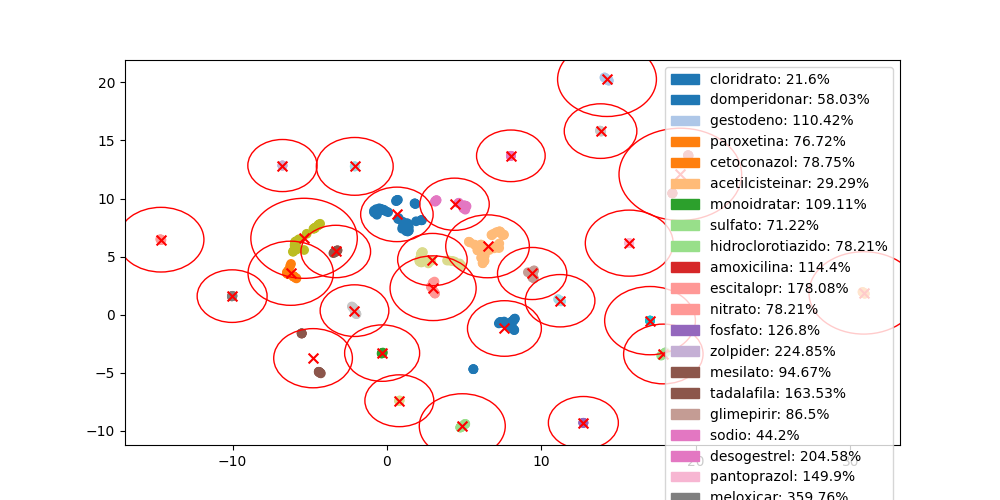 20
15
10
5
0
−5
−10
−10
0
10
20
30
cloridrato: 21.6%
domperidonar: 58.03%
gestodeno: 110.42%
paroxetina: 76.72%
cetoconazol: 78.75%
acetilcisteinar: 29.29%
monoidratar: 109.11%
sulfato: 71.22%
hidroclorotiazido: 78.21%
amoxicilina: 114.4%
escitalopr: 178.08%
nitrato: 78.21%
fosfato: 126.8%
zolpider: 224.85%
mesilato: 94.67%
tadalafila: 163.53%
glimepirir: 86.5%
sodio: 44.2%
desogestrel: 204.58%
pantoprazol: 149.9%
meloxicar: 359.76%